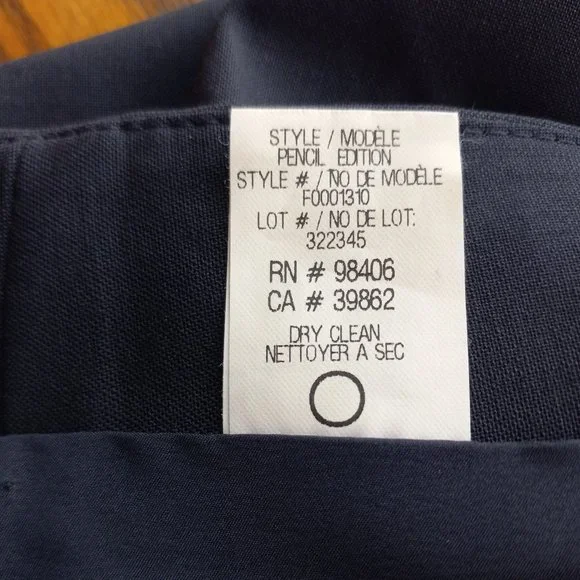 STYLE / MODÈLE
PENCIL EDITION
STYLE # / NO DE MODÈLE
F0001310
LOT # / NO DE LOT:
322345
RN # 98406
CA # 39862
DRY CLEAN
NETTOYER A SEC